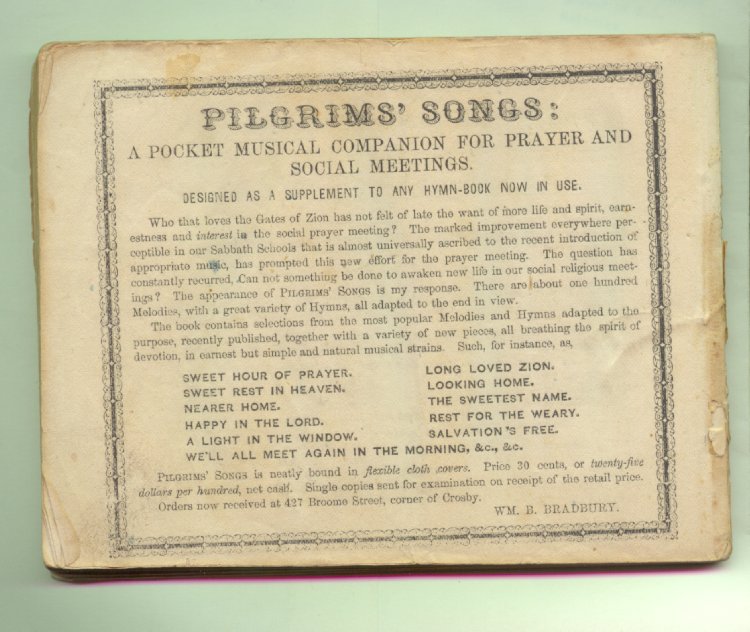 PILGRIMS' SONGS:
A POCKET MUSICAL COMPANION FOR PRAYER AND
SOCIAL MEETINGS.
DESIGNED AS A SUPPLEMENT TO ANY HYMN-BOOK NOW IN USE.
Who that loves the Gates of Zion has not felt of late the want of more life and spirit, earn-
estness and interest in the social prayer meeting? The marked improvement everywhere per-
ceptible in our Sabbath Schools that is almost universally ascribed to the recent introduction of
appropriate music, has prompted this new effort for the prayer meeting. The question has
constantly recurred, Can not something be done to awaken new life in our social religious meet-
ings? The appearance of PILGRIMS' SONGS is my response. There are about one hundred
Melodies, with a great variety of Hymns, all adapted to the end in view.
The book contains selections from the most popular Melodies and Hymns adapted to the
purpose, recently published, together with a variety of new pieces, all breathing the spirit of
devotion, in earnest but simple and natural musical strains. Such, for instance, as,
SWEET HOUR OF PRAYER.
SWEET REST IN HEAVEN.
NEARER HOME.
HAPPY IN THE LORD.
A LIGHT IN THE WINDOW.
LONG LOVED ZION.
LOOKING HOME.
THE SWEETEST NAME.
REST FOR THE WEARY.
SALVATION'S FREE.
WE'LL ALL MEET AGAIN IN THE MORNING, &c., &c.
PILGRIMS' SONGS is neatly bound in flexible cloth covers. Price 30 cents, or twenty-five
dollars per hundred, net cash. Single copies sent for examination on receipt of the retail price.
Orders now received at 427 Broome Street, corner of Crosby.
WM. B. BRADBURY.